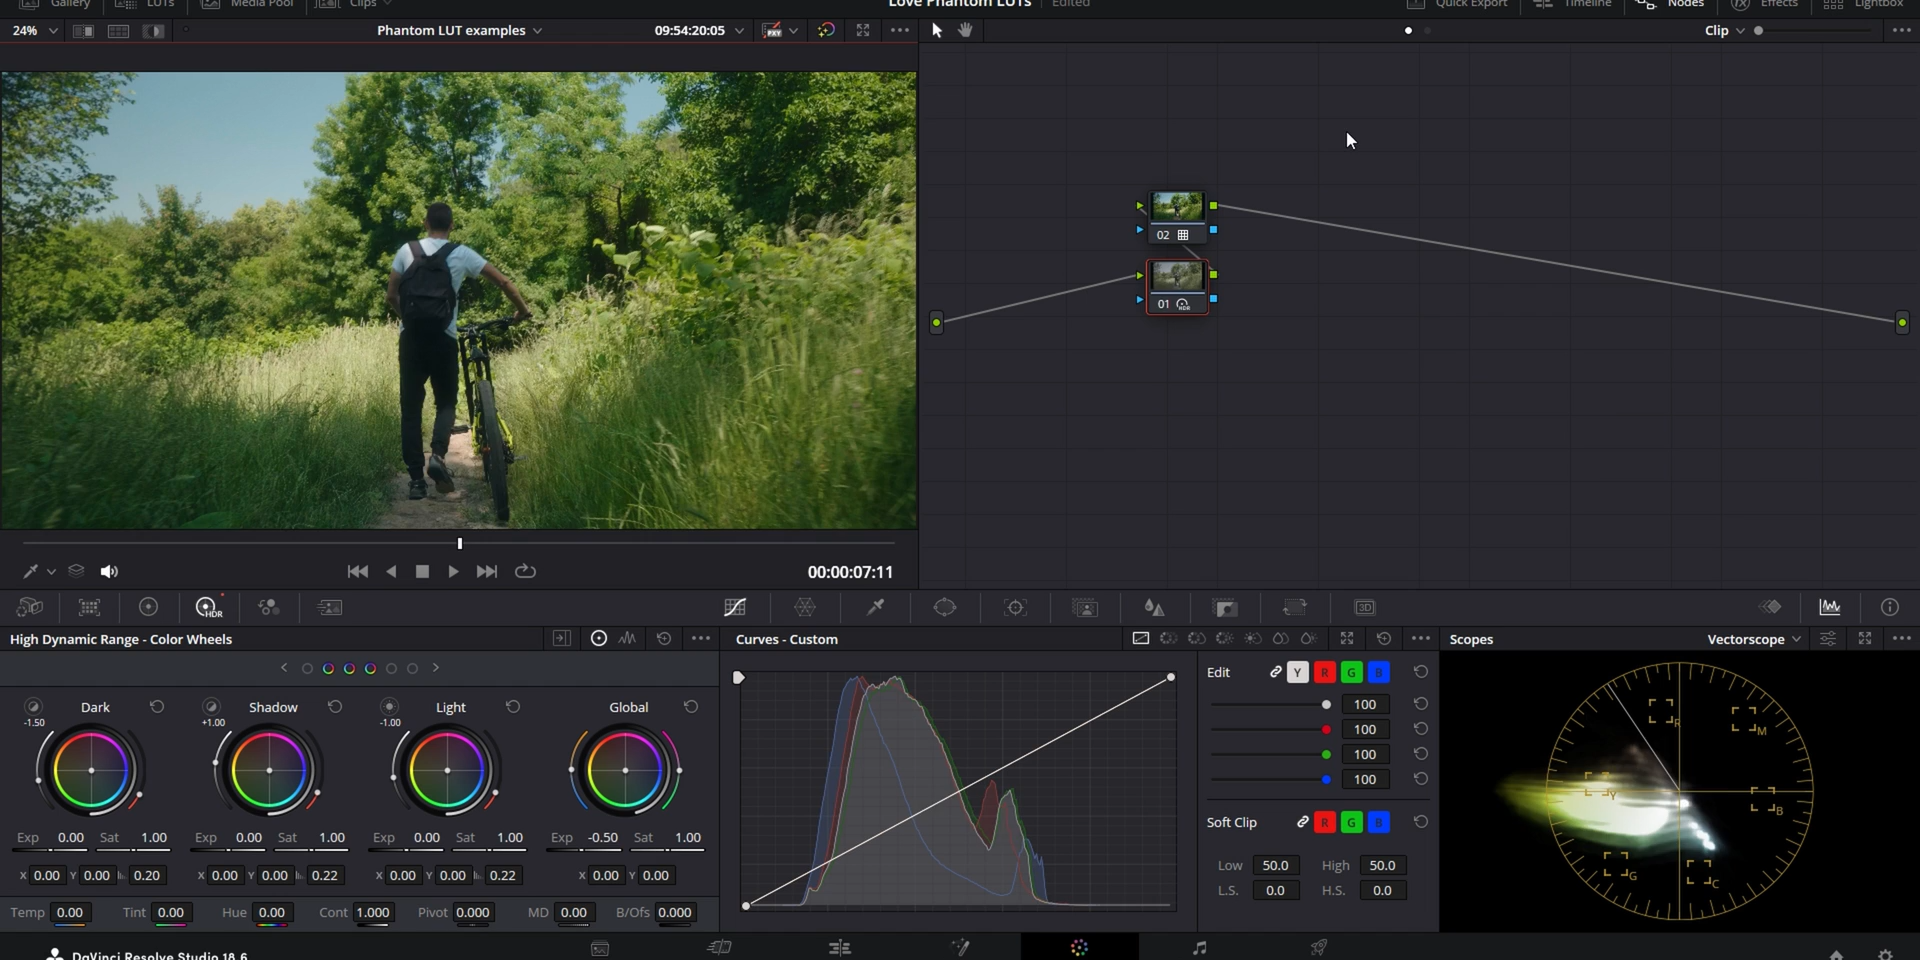 Gallery LUTs Media Pool Clips Love Phantom LUTs Edited Quick Export Timeline Nodes Effects Lightbox
24% Phantom LUT examples 09:54:20:05 PXY Clip
02
01 HDR
00:00:07:11
HDR 3D
High Dynamic Range - Color Wheels Curves - Custom Scopes Vectorscope
Edit Y R G B
Dark Shadow Light Global
-1.50 +1.00 -1.00
100
100
100
100
Exp 0.00 Sat 1.00 Exp 0.00 Sat 1.00 Exp 0.00 Sat 1.00 Exp -0.50 Sat 1.00
X 0.00 Y 0.00 0.20 X 0.00 Y 0.00 0.22 X 0.00 Y 0.00 0.22 X 0.00 Y 0.00
Soft Clip R G B
Low 50.0 High 50.0
L.S. 0.0 H.S. 0.0
Temp 0.00 Tint 0.00 Hue 0.00 Cont 1.000 Pivot 0.000 MD 0.00 B/Ofs 0.000
R M
Y B
G C
DaVinci Resolve Studio 18.6